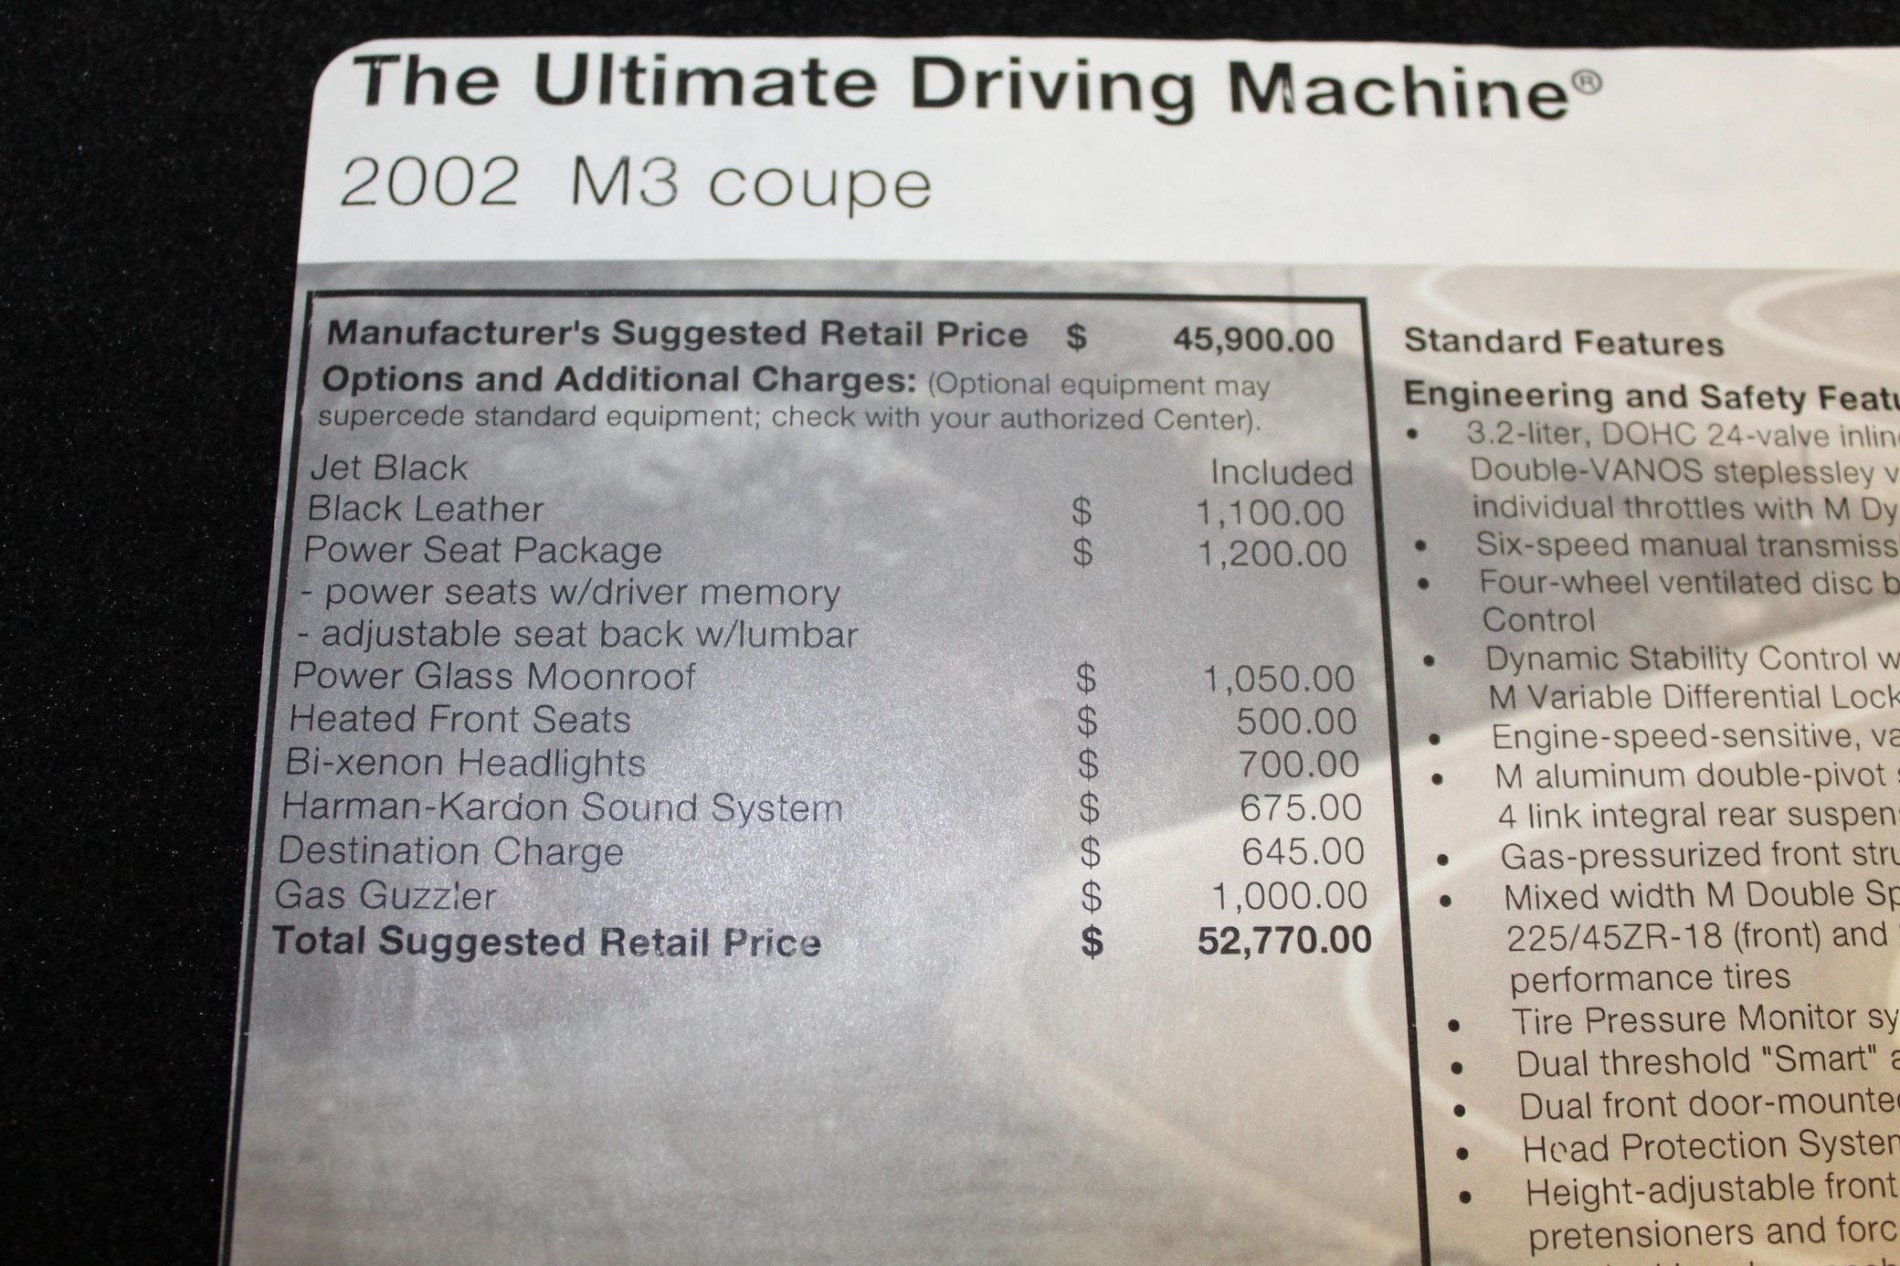 The Ultimate Driving Machine®
2002 M3 coupe
Manufacturer's Suggested Retail Price $ 45,900.00
Options and Additional Charges: (Optional equipment may
supercede standard equipment; check with your authorized Center).
Jet Black Included
Black Leather $ 1,100.00
Power Seat Package $ 1,200.00
- power seats w/driver memory
- adjustable seat back w/lumbar
Power Glass Moonroof $ 1,050.00
Heated Front Seats $ 500.00
Bi-xenon Headlights $ 700.00
Harman-Kardon Sound System $ 675.00
Destination Charge $ 645.00
Gas Guzzler $ 1,000.00
Total Suggested Retail Price $ 52,770.00
Standard Features
Engineering and Safety
• 3.2-liter, DOHC 24-valve
Double-VANOS steplessley
individual throttles with M
• Six-speed manual
• Four-wheel ventilated disc
Control
• Dynamic Stability Control
M Variable Differential Lock
• Engine-speed-sensitive,
• M aluminum double-pivot
4 link integral rear
• Gas-pressurized front
• Mixed width M Double
225/45ZR-18 (front) and
performance tires
• Tire Pressure Monitor
• Dual threshold "Smart"
• Dual front
• Head Protection
• Height-adjustable front
pretensioners and